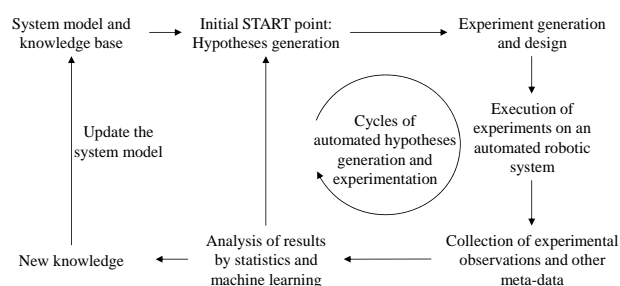 System model and
knowledge base
Initial START point:
Hypotheses generation
Experiment generation
and design
Execution of
experiments on an
automated robotic
system
Cycles of
automated hypotheses
generation and
experimentation
Update the
system model
New knowledge
Analysis of results
by statistics and
machine learning
Collection of experimental
observations and other
meta-data